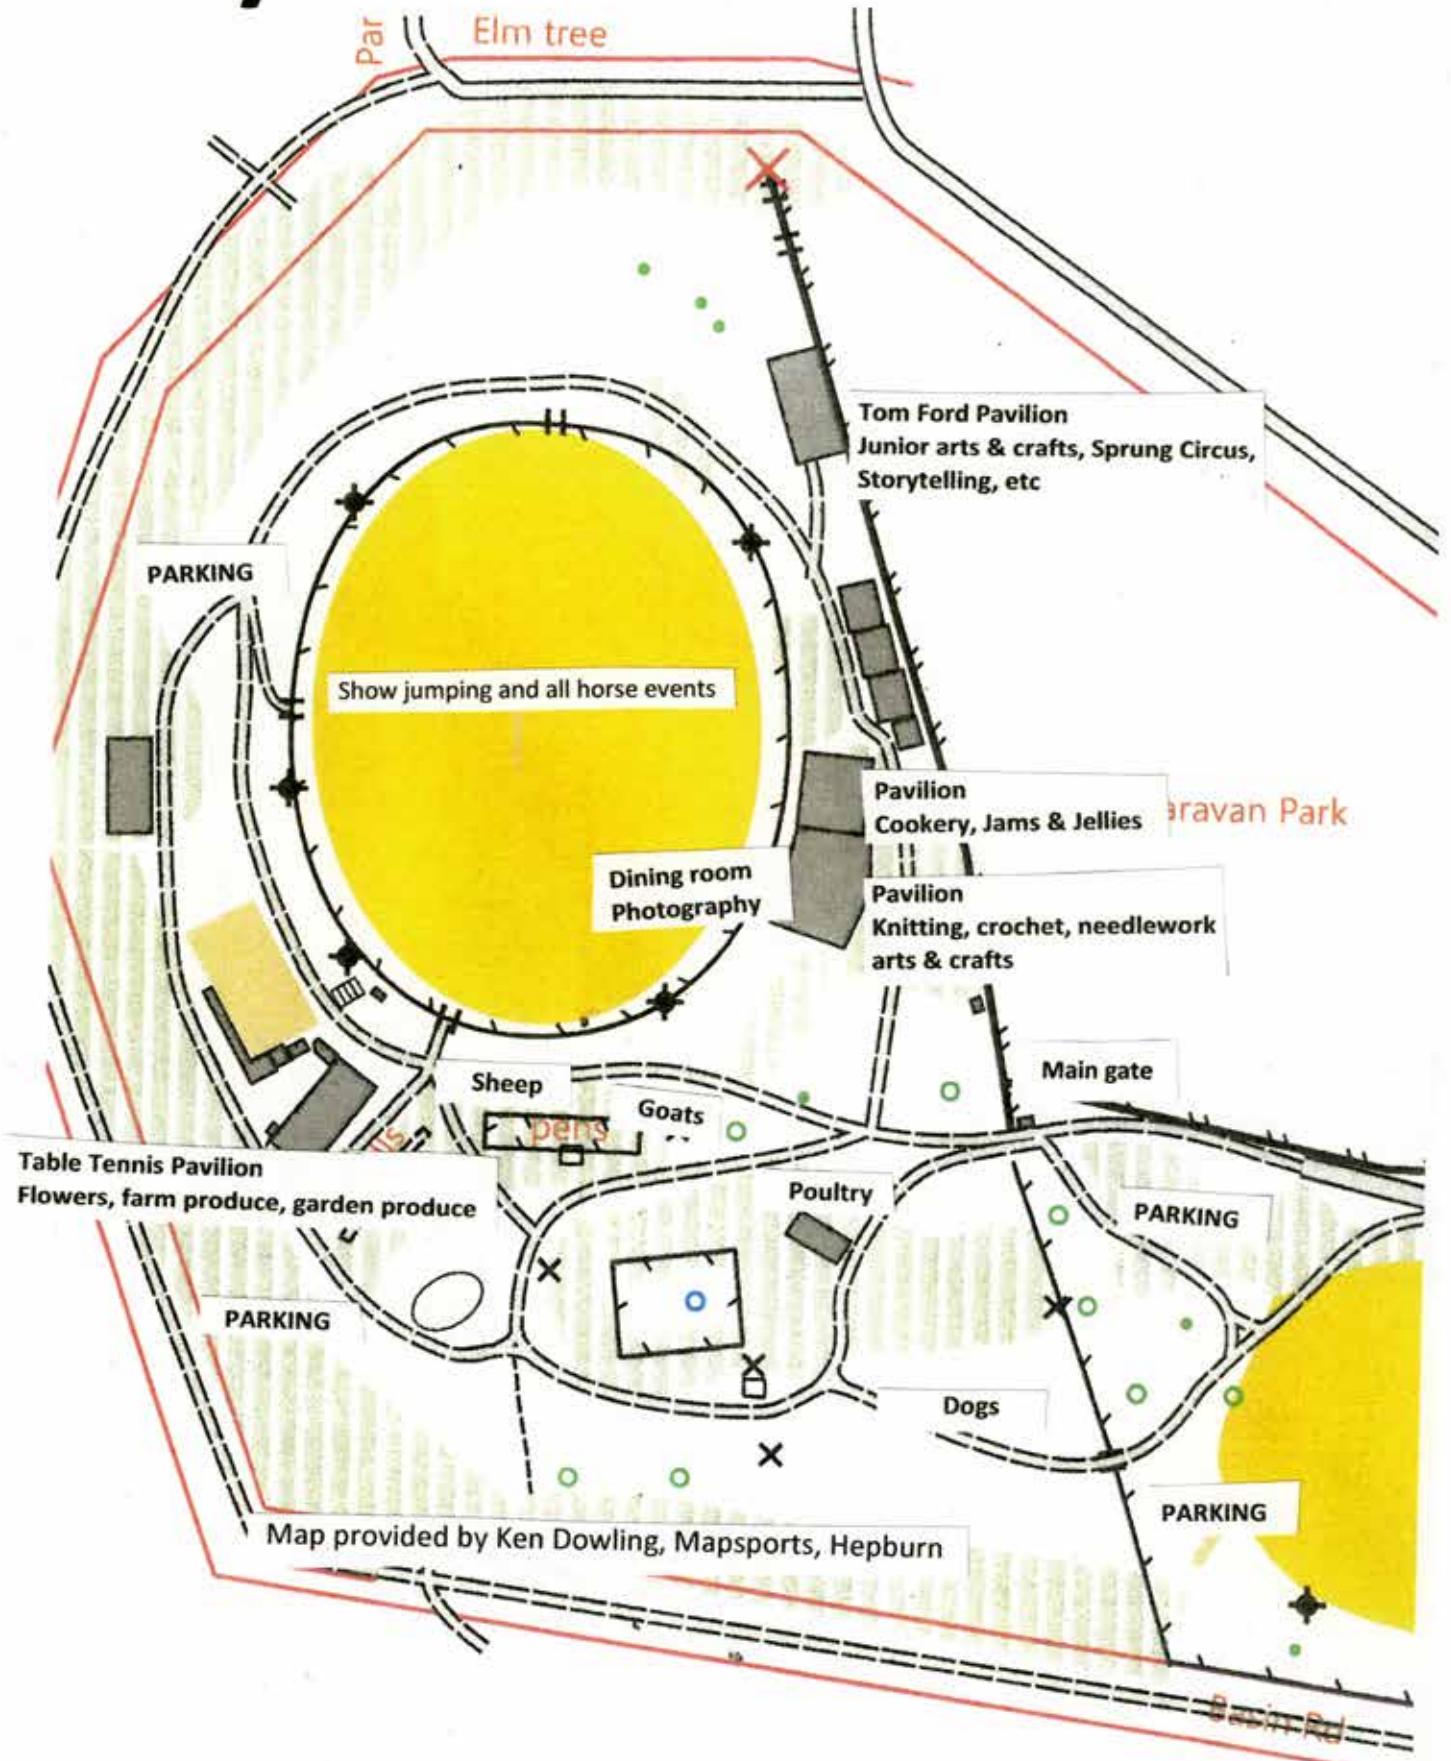 Par
Elm tree
Tom Ford Pavilion
Junior arts & crafts, Sprung Circus,
Storytelling, etc
PARKING
Show jumping and all horse events
Pavilion
Cookery, Jams & Jellies
aravan Park
Dining room
Photography
Pavilion
Knitting, crochet, needlework
arts & crafts
Main gate
Sheep
Goats
pens
Table Tennis Pavilion
Flowers, farm produce, garden produce
Poultry
PARKING
PARKING
Dogs
PARKING
Map provided by Ken Dowling, Mapsports, Hepburn
Basin Rd